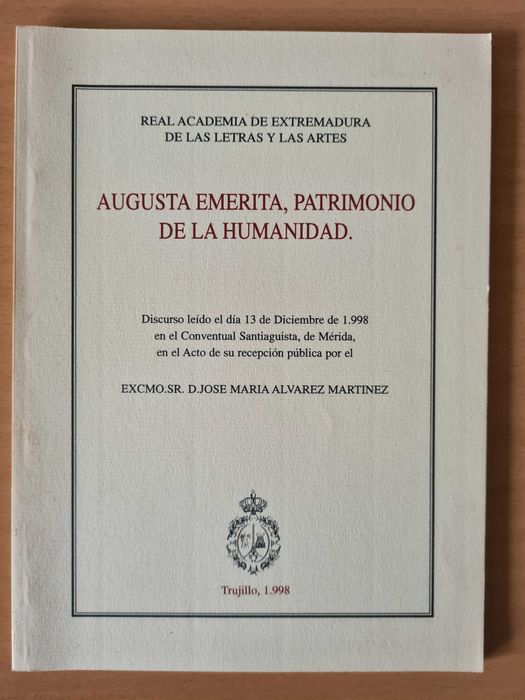 REAL ACADEMIA DE EXTREMADURA
DE LAS LETRAS Y LAS ARTES
AUGUSTA EMERITA, PATRIMONIO
DE LA HUMANIDAD.
Discurso leído el día 13 de Diciembre de 1.998
en el Conventual Santiaguista, de Mérida,
en el Acto de su recepción pública por el
EXCMO.SR. D.JOSE MARIA ALVAREZ MARTINEZ
Trujillo, 1.998